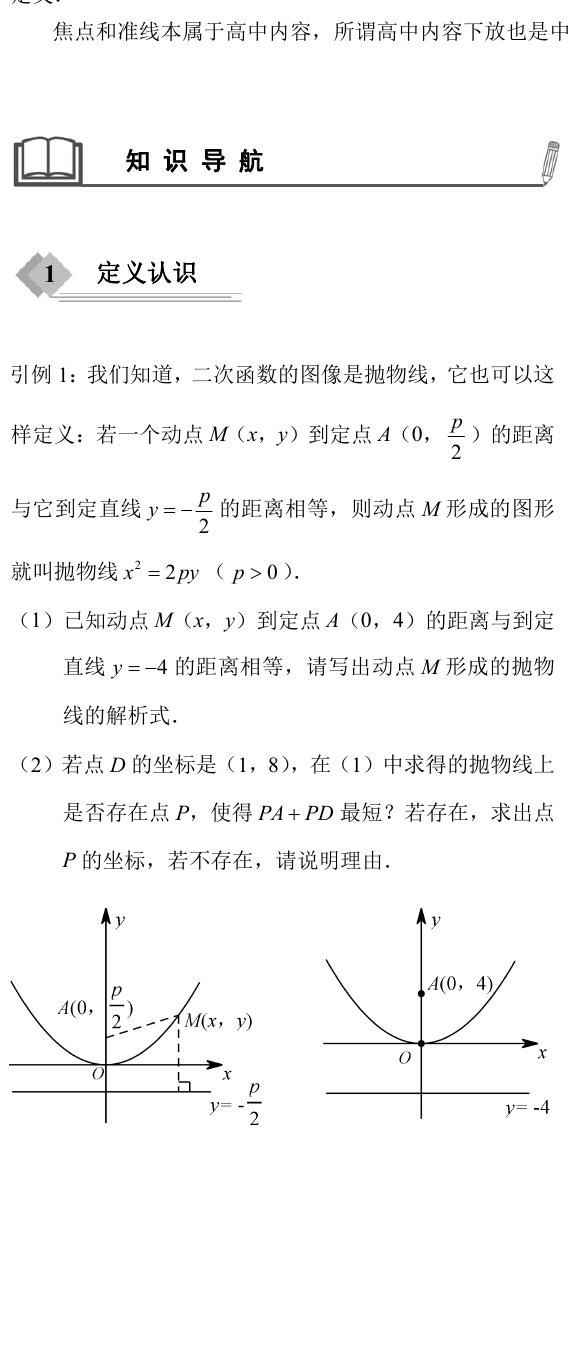 定义．
焦点和准线本属于高中内容，所谓高中内容下放也是中
知 识 导 航
1 定义认识
引例 1：我们知道，二次函数的图像是抛物线，它也可以这
样定义：若一个动点 M（x，y）到定点 A（0，p/2）的距离
与它到定直线 y = −p/2 的距离相等，则动点 M 形成的图形
就叫抛物线 x² = 2py （ p > 0 ）．
（1）已知动点 M（x，y）到定点 A（0，4）的距离与到定
直线 y = −4 的距离相等，请写出动点 M 形成的抛物
线的解析式．
（2）若点 D 的坐标是（1，8），在（1）中求得的抛物线上
是否存在点 P，使得 PA + PD 最短？若存在，求出点
P 的坐标，若不存在，请说明理由．
y
A(0，p/2)
M(x，y)
O
x
y= -p/2
y
A(0，4)
O
x
y= -4